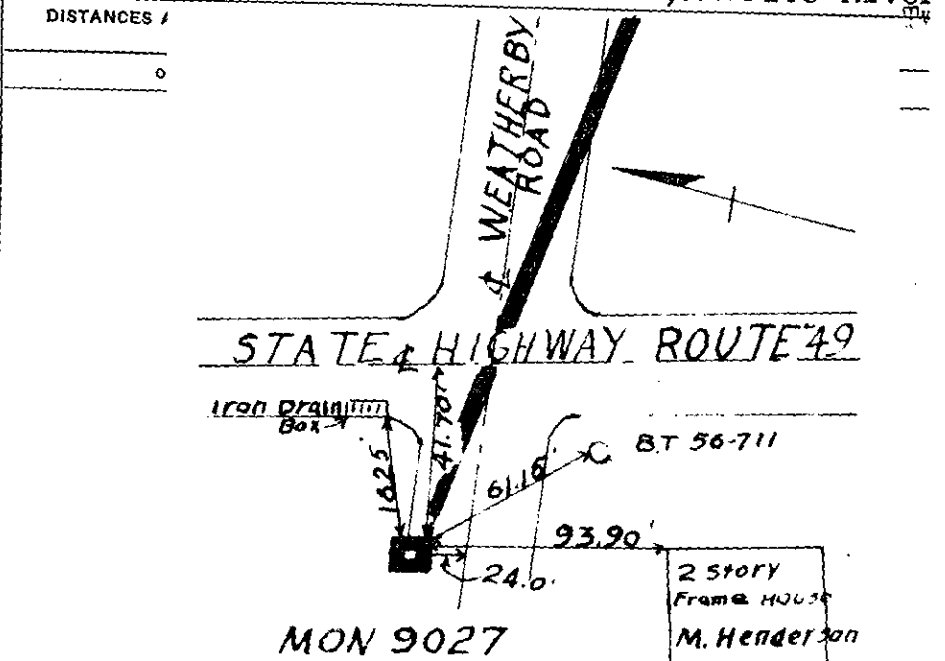 DISTANCES
WEATHERBY
ROAD
STATE HIGHWAY ROUTE 49
Iron Drain
Box
41.70'
18.25
61.16'
B.T 56-711
93.90'
24.0'
2 Story
Frame HOUSE
M. Henderson
MON 9027